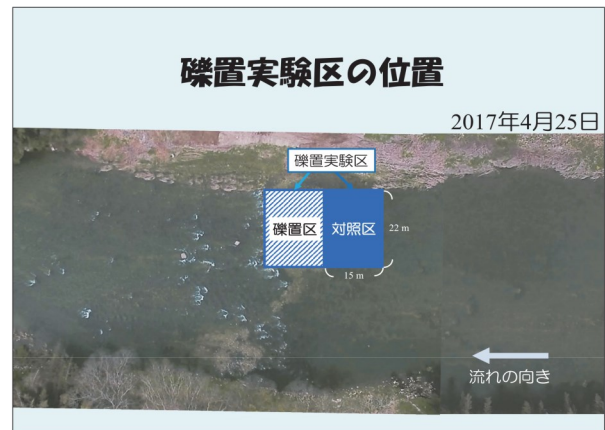 礫置実験区の位置
2017年4月25日
礫置実験区
礫置区
対照区
22 m
15 m
流れの向き